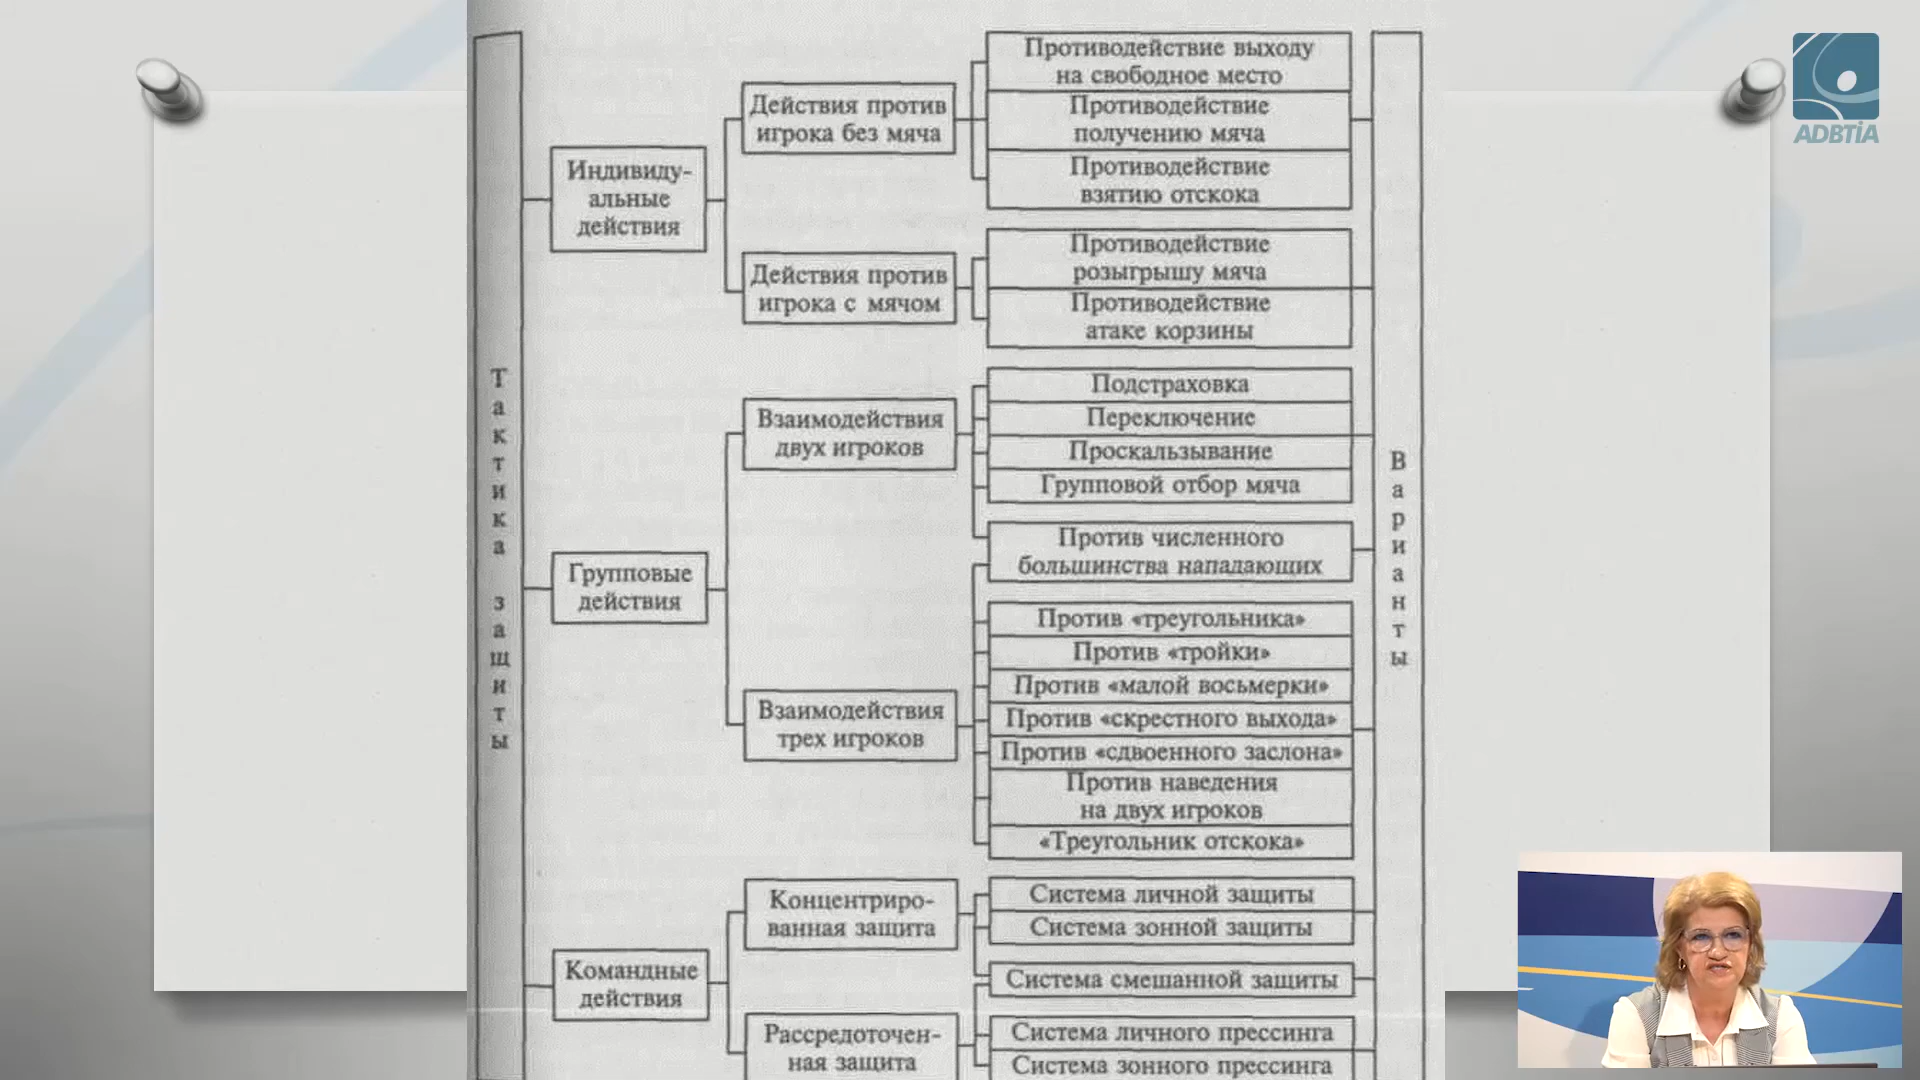 Тактика защиты
Индивиду-
альные
действия
Действия против
игрока без мяча
Противодействие выходу
на свободное место
Противодействие
получению мяча
Противодействие
взятию отскока
Действия против
игрока с мячом
Противодействие
розыгрышу мяча
Противодействие
атаке корзины
Групповые
действия
Взаимодействия
двух игроков
Подстраховка
Переключение
Проскальзывание
Групповой отбор мяча
Против численного
большинства нападающих
Взаимодействия
трех игроков
Против «треугольника»
Против «тройки»
Против «малой восьмерки»
Против «скрестного выхода»
Против «сдвоенного заслона»
Против наведения
на двух игроков
«Треугольник отскока»
Командные
действия
Концентриро-
ванная защита
Система личной защиты
Система зонной защиты
Система смешанной защиты
Рассредоточен-
ная защита
Система личного прессинга
Система зонного прессинга
Варианты
ADBTİA